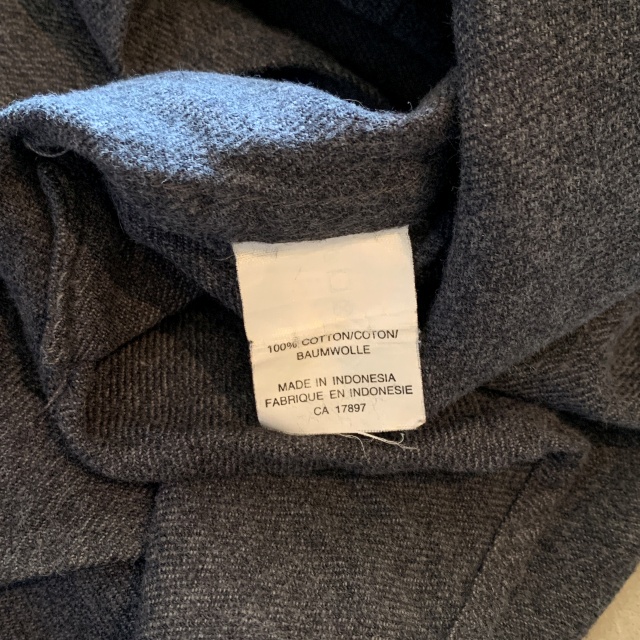 100% COTTON/COTON/
BAUMWOLLE
MADE IN INDONESIA
FABRIQUE EN INDONESIE
CA 17897